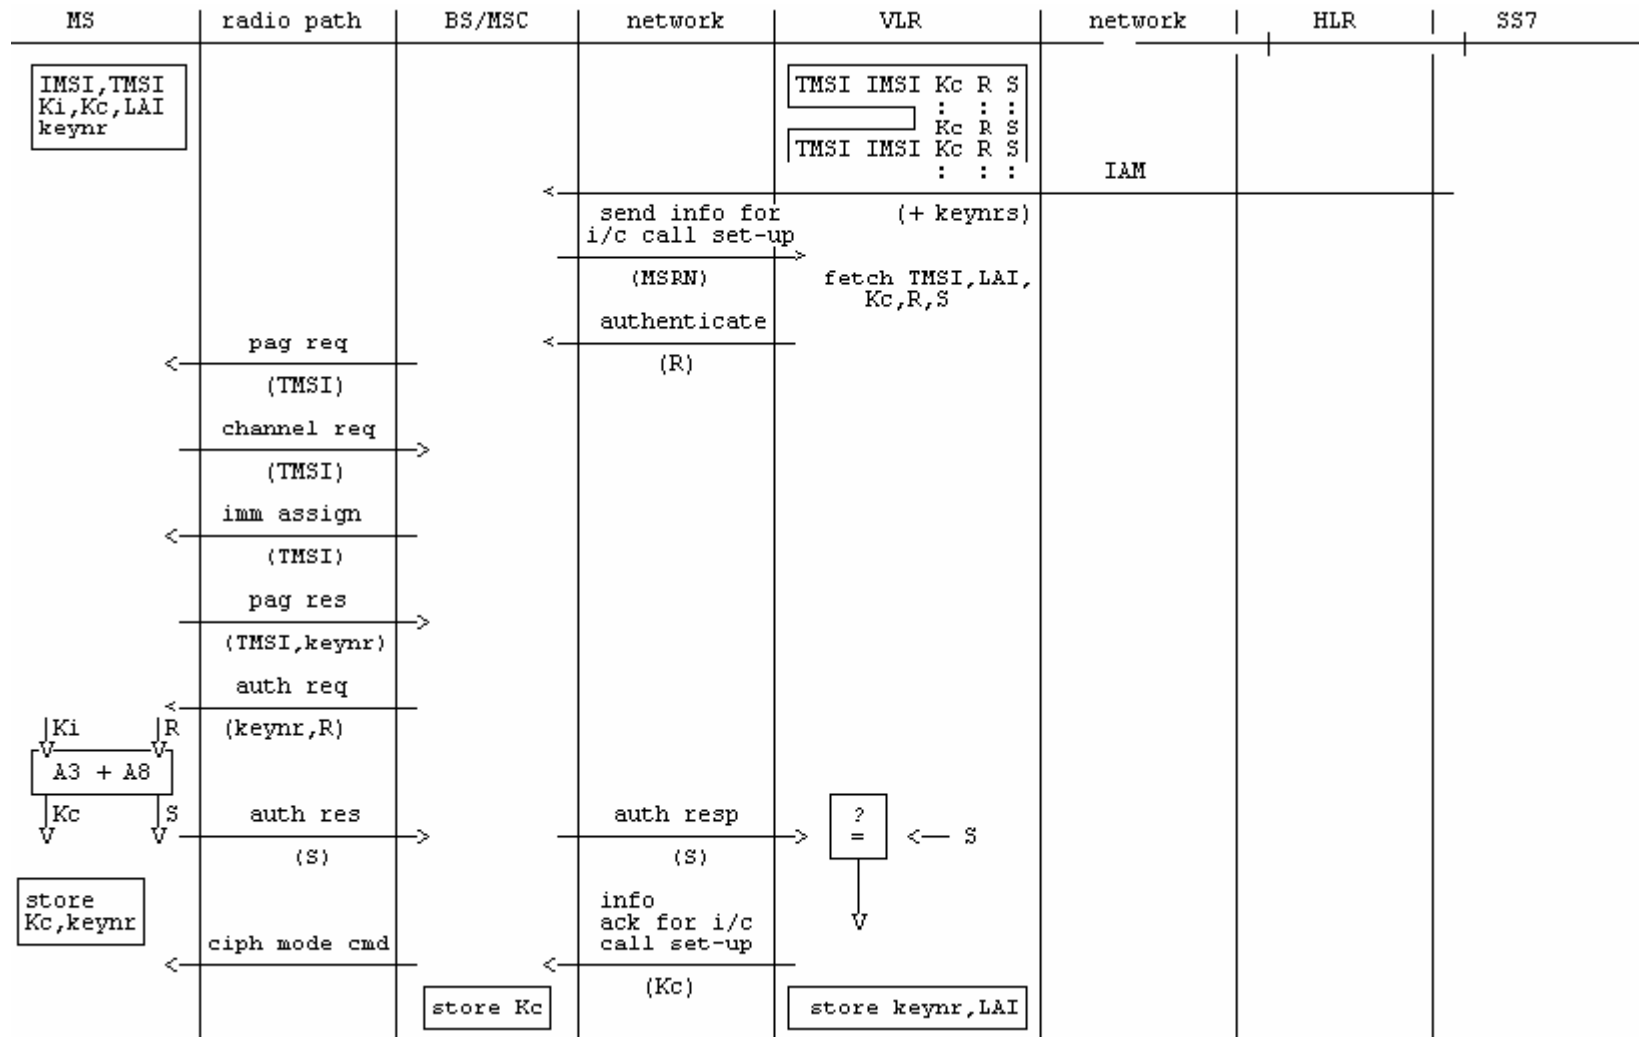 MS radio path BS/MSC network VLR network HLR SS7
IMSI,TMSI
Ki,Kc,LAI
keynr
TMSI IMSI Kc R S
: : :
Kc R S
TMSI IMSI Kc R S
: : :
IAM
(+ keynrs)
send info for
i/c call set-up
(MSRN)
fetch TMSI,LAI,
Kc,R,S
authenticate
(R)
pag req
(TMSI)
channel req
(TMSI)
imm assign
(TMSI)
pag res
(TMSI,keynr)
auth req
(keynr,R)
Ki R
A3 + A8
Kc S
auth res
(S)
auth resp
(S)
?
=
S
store
Kc,keynr
info
ack for i/c
call set-up
(Kc)
ciph mode cmd
store Kc
store keynr,LAI